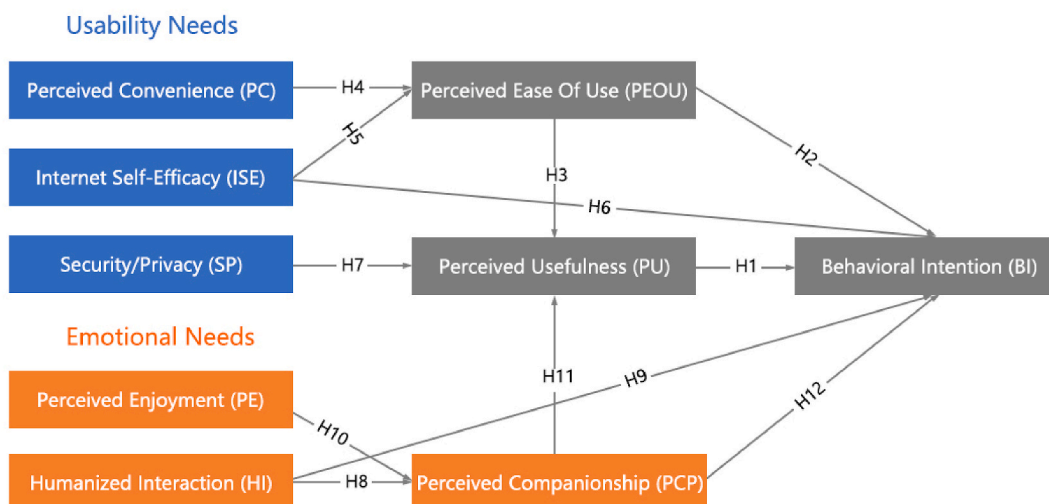 Usability Needs
Perceived Convenience (PC)
H4
Perceived Ease Of Use (PEOU)
H5
H2
Internet Self-Efficacy (ISE)
H3
H6
Security/Privacy (SP)
H7
Perceived Usefulness (PU)
H1
Behavioral Intention (BI)
Emotional Needs
H11
H9
Perceived Enjoyment (PE)
H10
H12
Humanized Interaction (HI)
H8
Perceived Companionship (PCP)